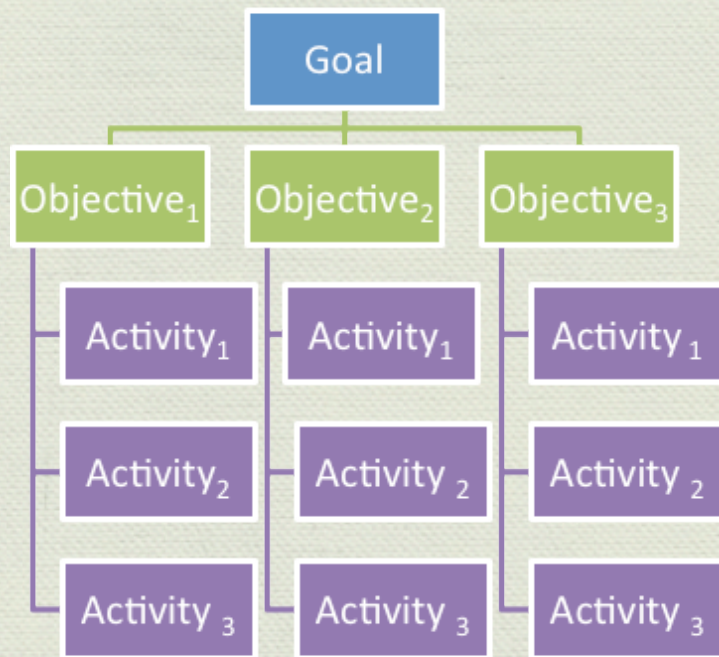 Goal
Objective₁
Objective₂
Objective₃
Activity₁
Activity₁
Activity ₁
Activity₂
Activity ₂
Activity ₂
Activity ₃
Activity ₃
Activity ₃